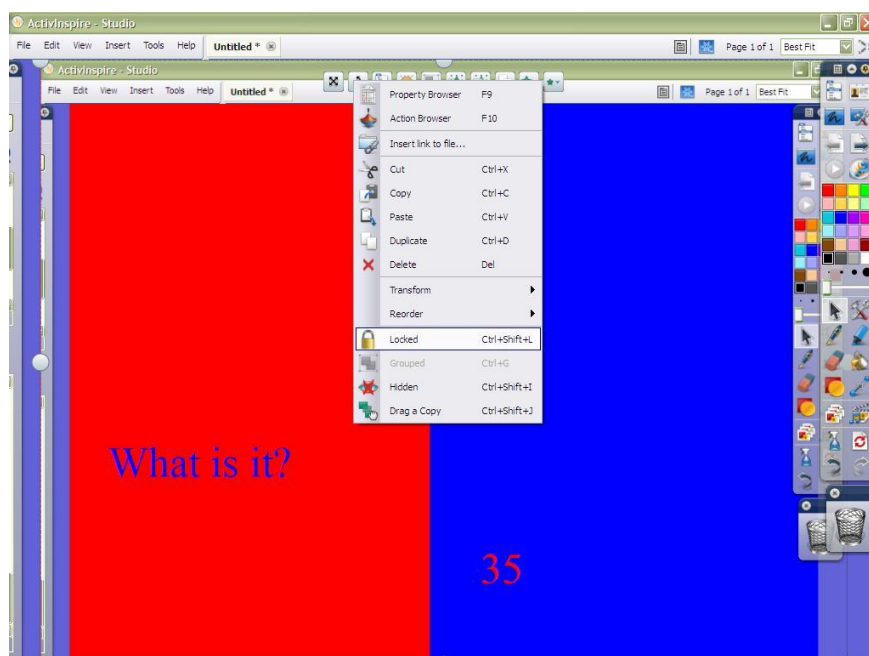 ActivInspire - Studio
File Edit View Insert Tools Help Untitled *
Page 1 of 1 Best Fit
ActivInspire - Studio
File Edit View Insert Tools Help Untitled *
Page 1 of 1 Best Fit
Property Browser F9
Action Browser F10
Insert link to file...
Cut Ctrl+X
Copy Ctrl+C
Paste Ctrl+V
Duplicate Ctrl+D
Delete Del
Transform
Reorder
Locked Ctrl+Shift+L
Grouped Ctrl+G
Hidden Ctrl+Shift+I
Drag a Copy Ctrl+Shift+J
What is it?
35